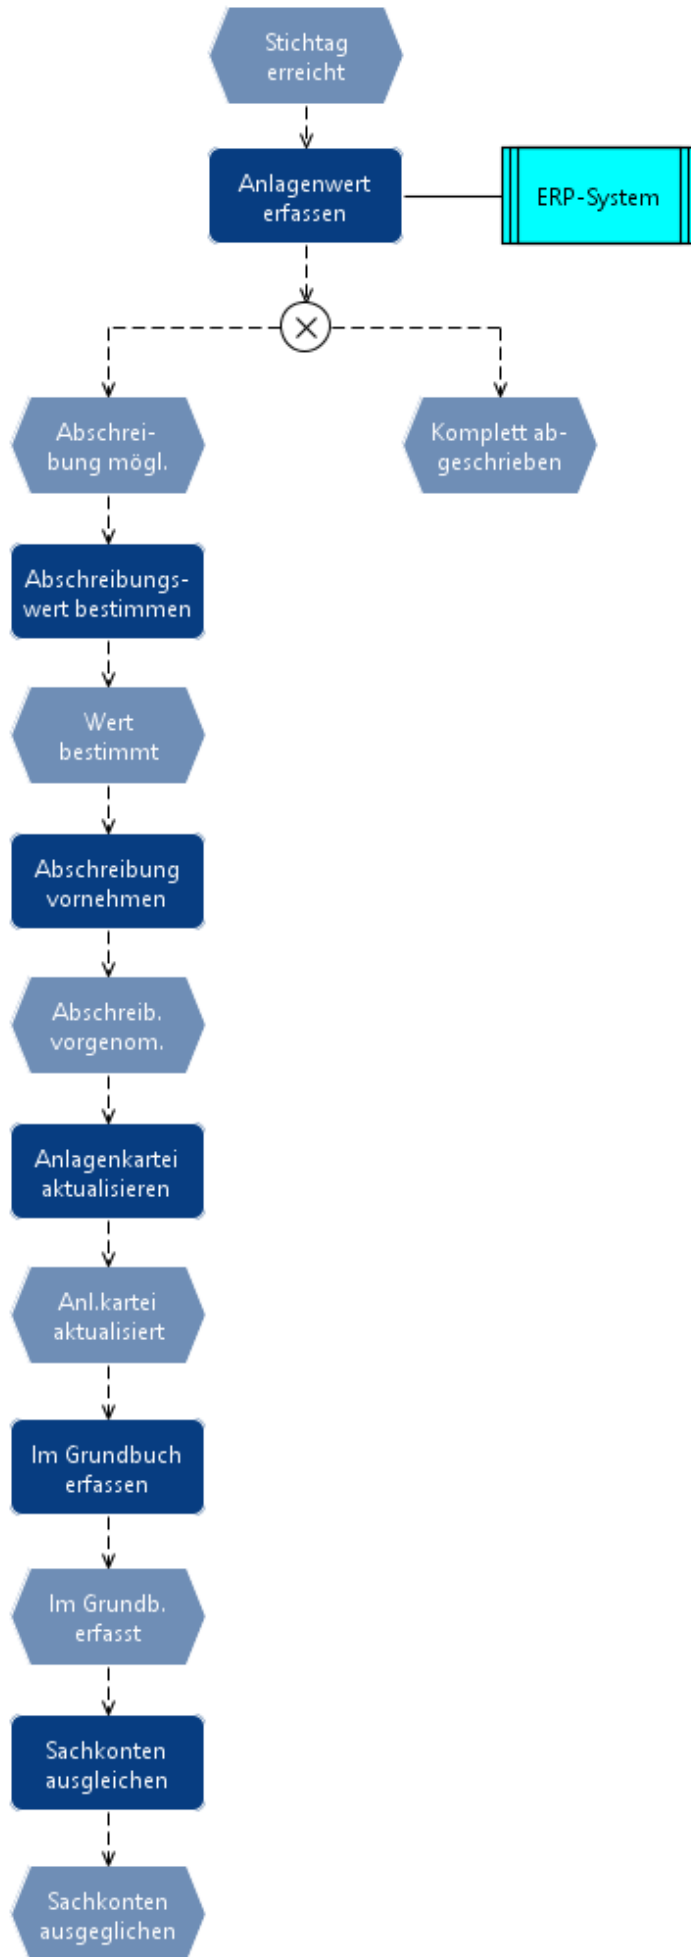 Stichtag
erreicht
Anlagenwert
erfassen
ERP-System
Abschrei-
bung mögl.
Komplett ab-
geschrieben
Abschreibungs-
wert bestimmen
Wert
bestimmt
Abschreibung
vornehmen
Abschreib.
vorgenom.
Anlagenkartei
aktualisieren
Anl.kartei
aktualisiert
Im Grundbuch
erfassen
Im Grundb.
erfasst
Sachkonten
ausgleichen
Sachkonten
ausgeglichen